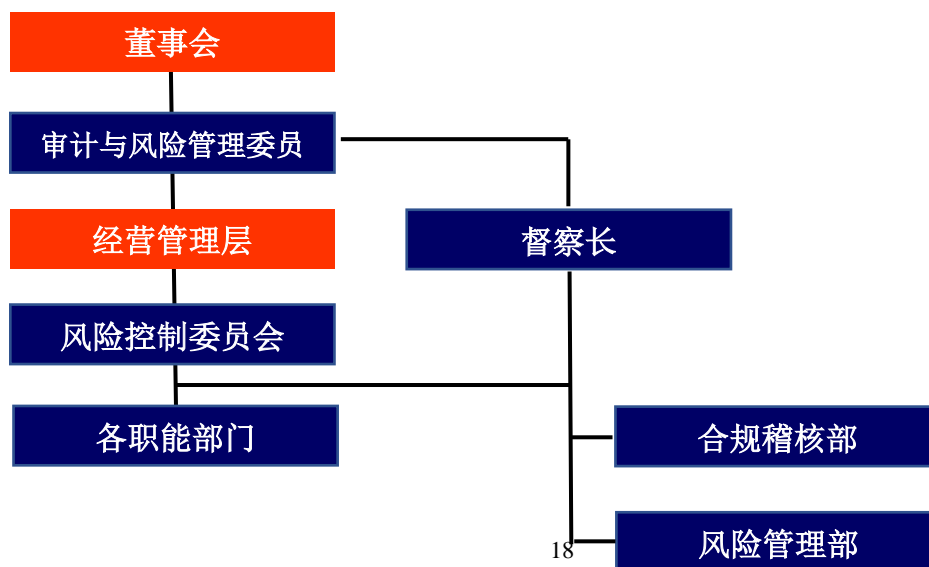 董事会
审计与风险管理委员
经营管理层
督察长
风险控制委员会
各职能部门
合规稽核部
风险管理部
18